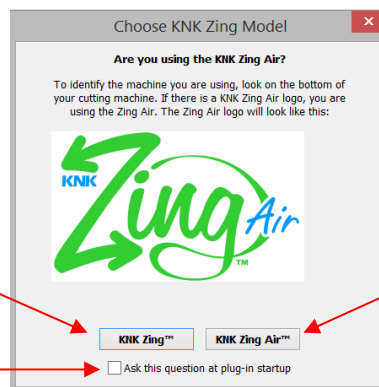 Choose KNK Zing Model
x
Are you using the KNK Zing Air?
To identify the machine you are using, look on the bottom of
your cutting machine. If there is a KNK Zing Air logo, you are
using the Zing Air. The Zing Air logo will look like this:
KNK
Zing Air
TM
KNK Zing™ KNK Zing Air™
Ask this question at plug-in startup